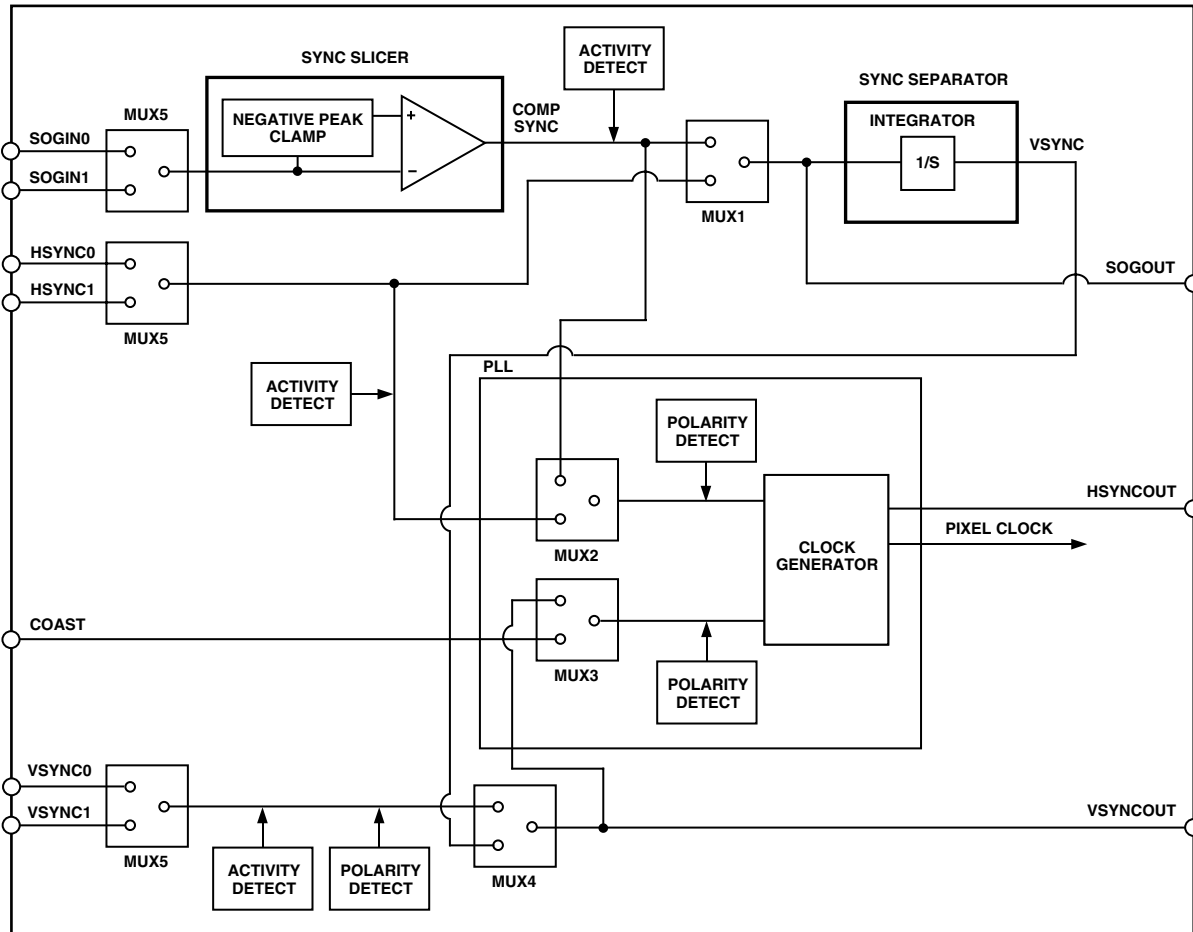 ACTIVITY
DETECT
SYNC SLICER
SYNC SEPARATOR
MUX5
NEGATIVE PEAK
CLAMP
+
−
COMP
SYNC
INTEGRATOR
1/S
VSYNC
SOGIN0
SOGIN1
MUX1
HSYNC0
HSYNC1
MUX5
SOGOUT
ACTIVITY
DETECT
PLL
POLARITY
DETECT
MUX2
HSYNCOUT
PIXEL CLOCK
CLOCK
GENERATOR
COAST
MUX3
POLARITY
DETECT
VSYNC0
VSYNC1
MUX5
ACTIVITY
DETECT
POLARITY
DETECT
MUX4
VSYNCOUT